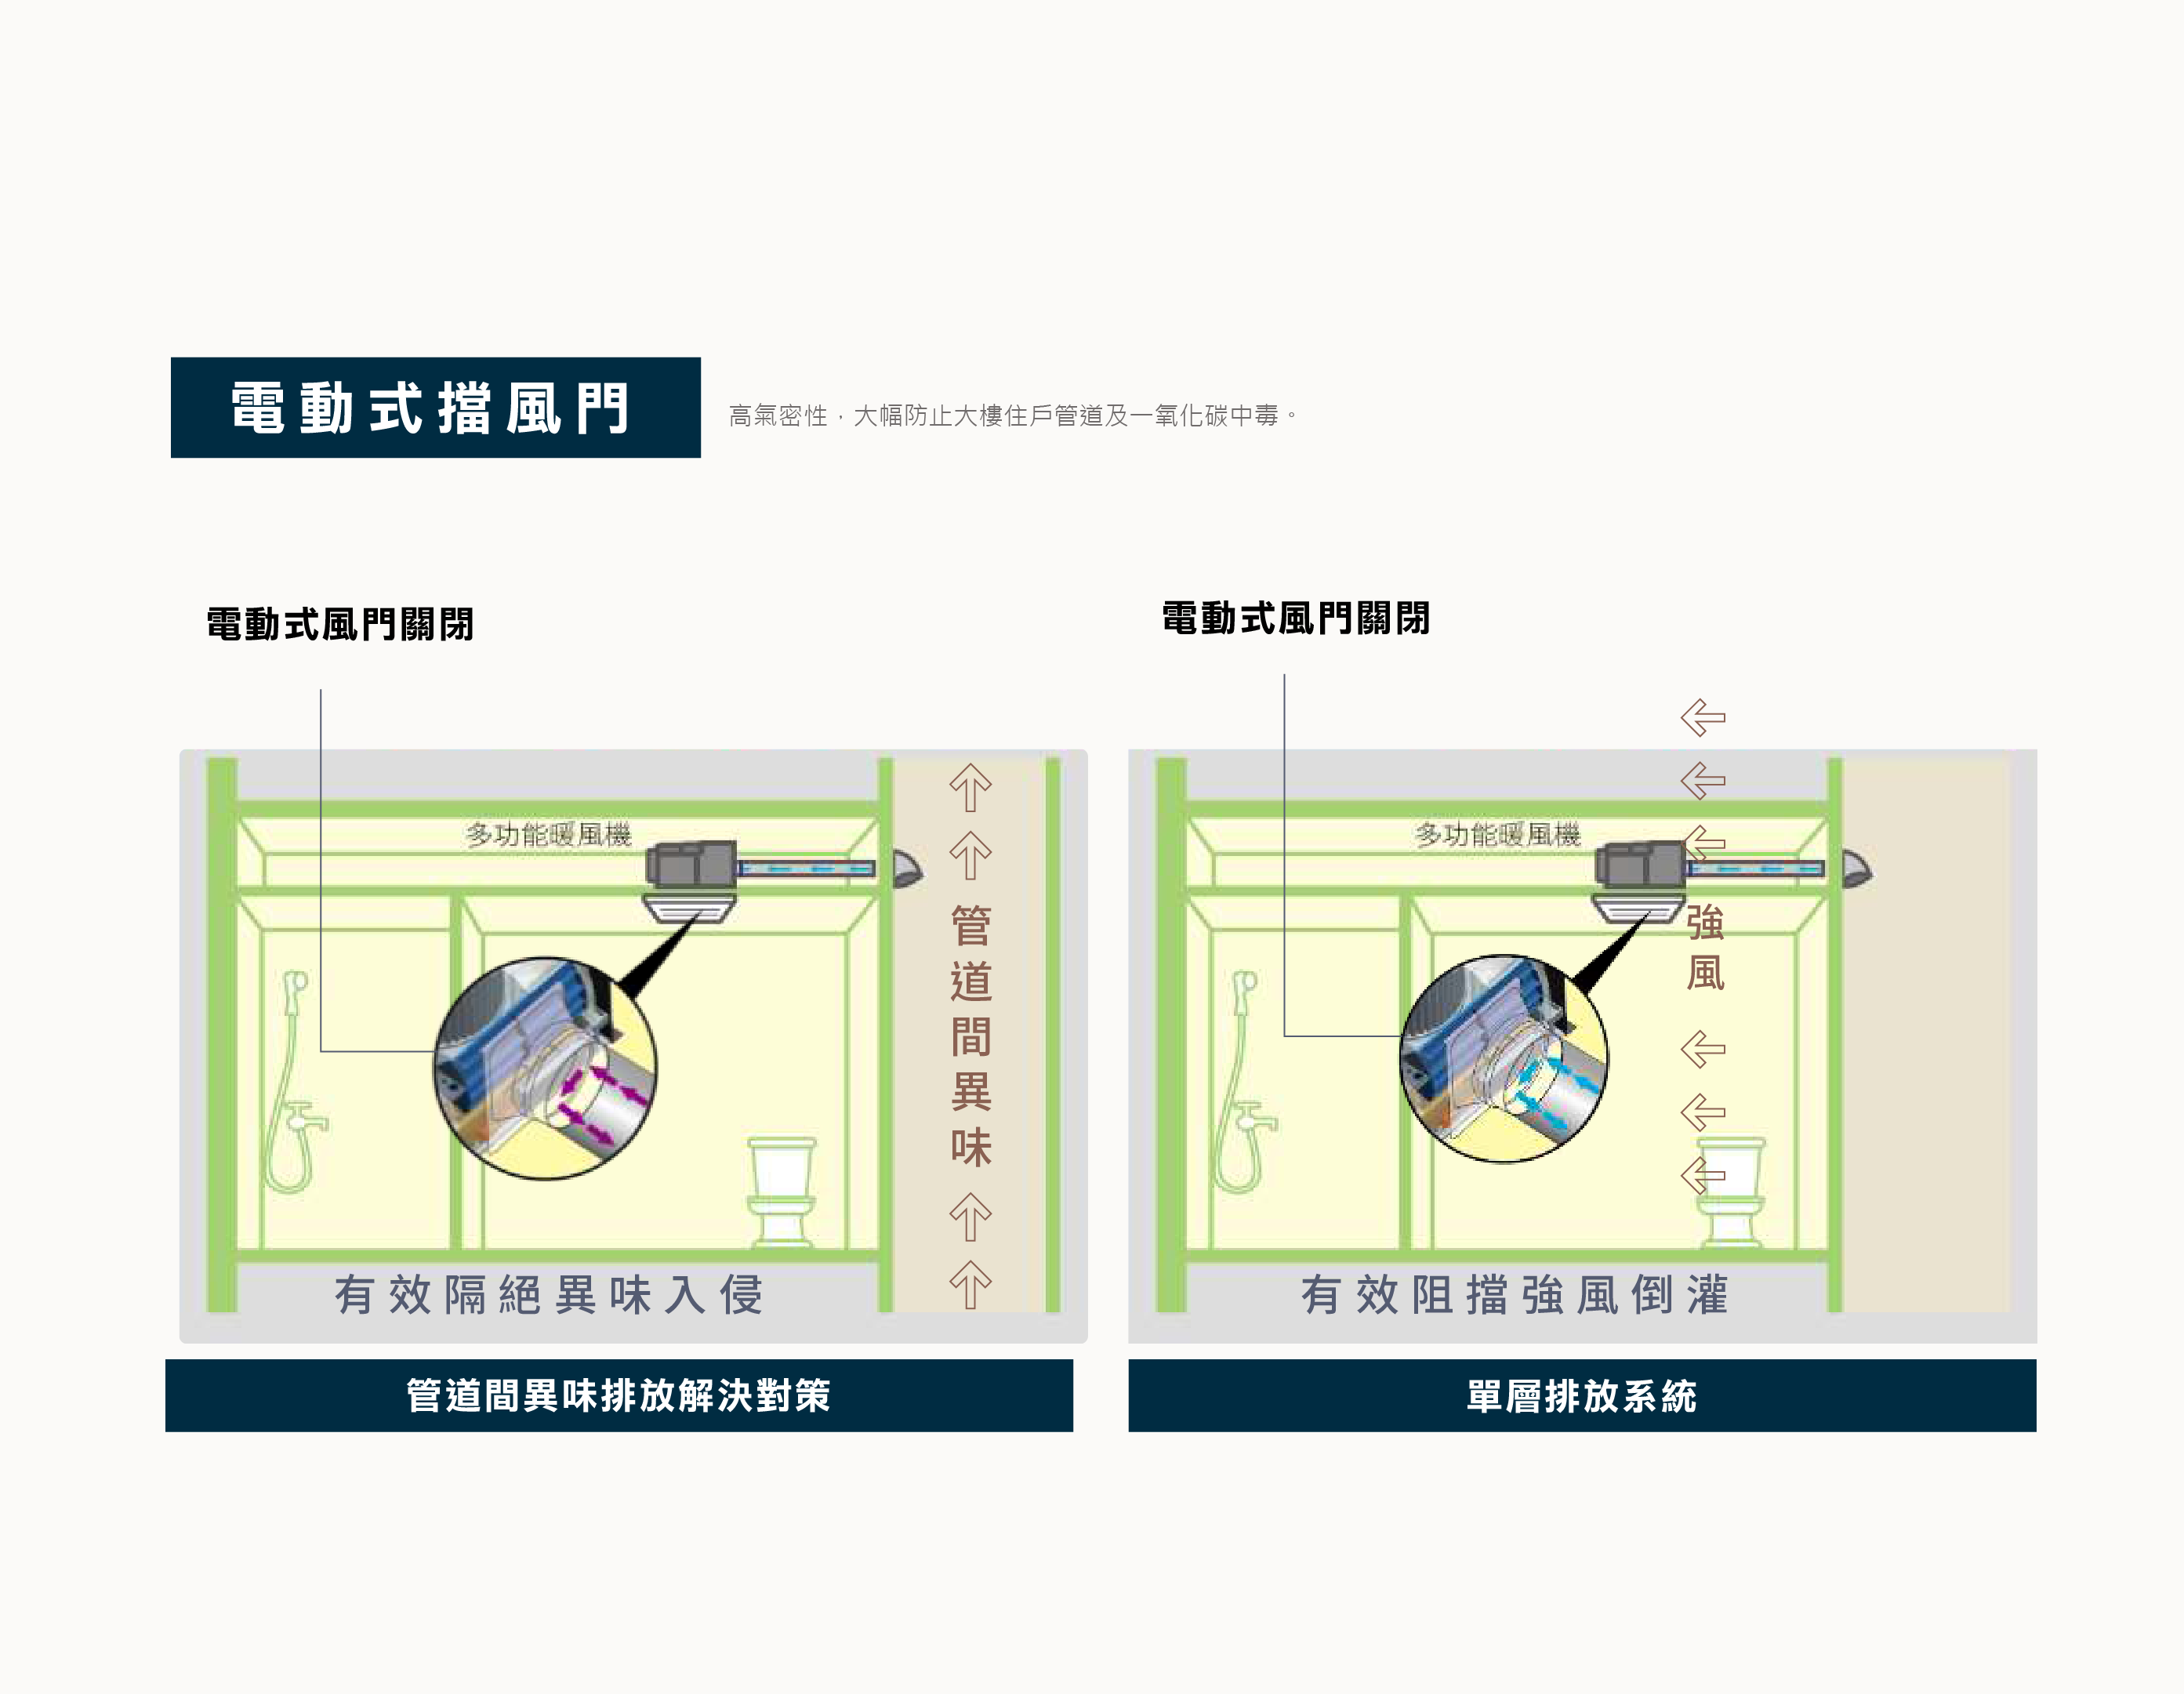 電動式擋風門
高氣密性，大幅防止大樓住戶管道及一氧化碳中毒。
電動式風門關閉
多功能暖風機
管道間異味
有效隔絕異味入侵
管道間異味排放解決對策
電動式風門關閉
多功能暖風機
強風
有效阻擋強風倒灌
單層排放系統